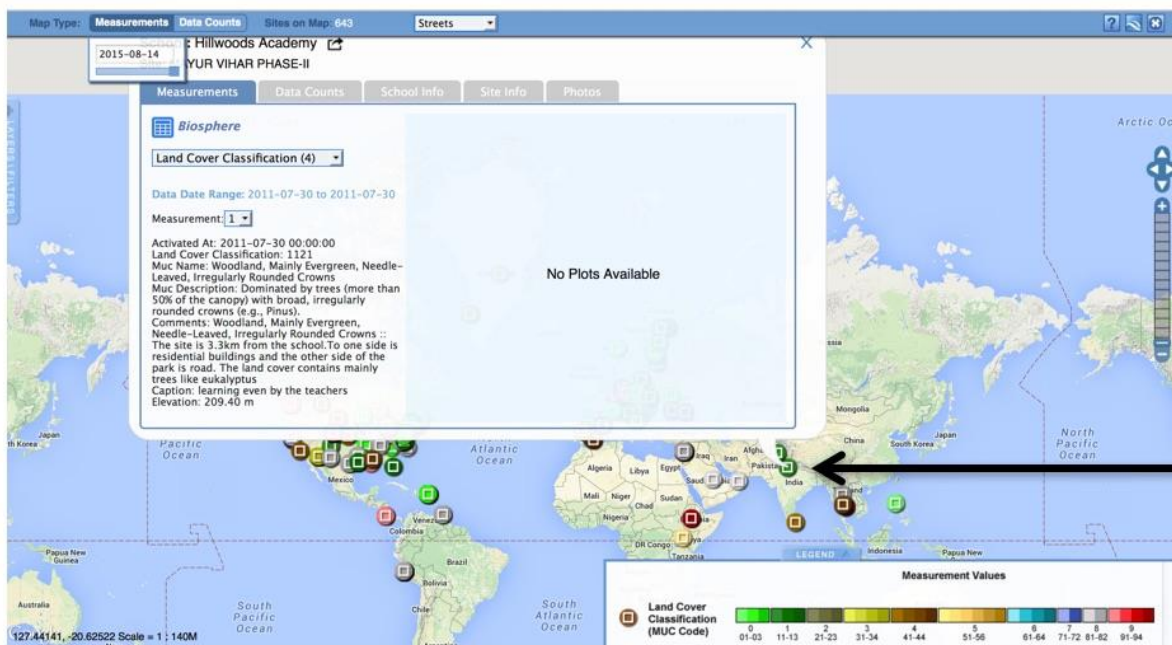 Map Type: Measurements Data Counts Sites on Map: 643 Streets
2015-08-14
: Hillwoods Academy
YUR VIHAR PHASE-II
X
Measurements Data Counts School Info Site Info Photos
Biosphere
Land Cover Classification (4)
Data Date Range: 2011-07-30 to 2011-07-30
Measurement: 1
Activated At: 2011-07-30 00:00:00
Land Cover Classification: 1121
Muc Name: Woodland, Mainly Evergreen, Needle-
Leaved, Irregularly Rounded Crowns
Muc Description: Dominated by trees (more than
50% of the canopy) with broad, irregularly
rounded crowns (e.g., Pinus).
Comments: Woodland, Mainly Evergreen,
Needle-Leaved, Irregularly Rounded Crowns ::
The site is 3.3km from the school.To one side is
residential buildings and the other side of the
park is road. The land cover contains mainly
trees like eukalyptus
Caption: learning even by the teachers
Elevation: 209.40 m
No Plots Available
LAYERS/FILTERS
Arctic Oc
Mongolia
China
South Korea
Japan
North
Pacific
Ocean
Japan
th Korea
Pacific
Ocean
Atlantic
Ocean
Mexico
Algeria
Libya
Egypt
Iraq
Iran
Pakista
India
Saudi
Mali
Niger
Chad
Sudan
Nigeria
DR Congo
Tanzania
Venez
Colombia
Brazil
Bolivia
Chile
Papua New
Guinea
Indonesia
Papua New
Australia
South
Pacific
Ocean
South
Atlantic
Ocean
127.44141, -20.62522 Scale = 1 : 140M
LEGEND
Measurement Values
Land Cover
Classification
(MUC Code)
0 1 2 3 4 5 6 7 8 9
01-03 11-13 21-23 31-34 41-44 51-56 61-64 71-72 81-82 91-94